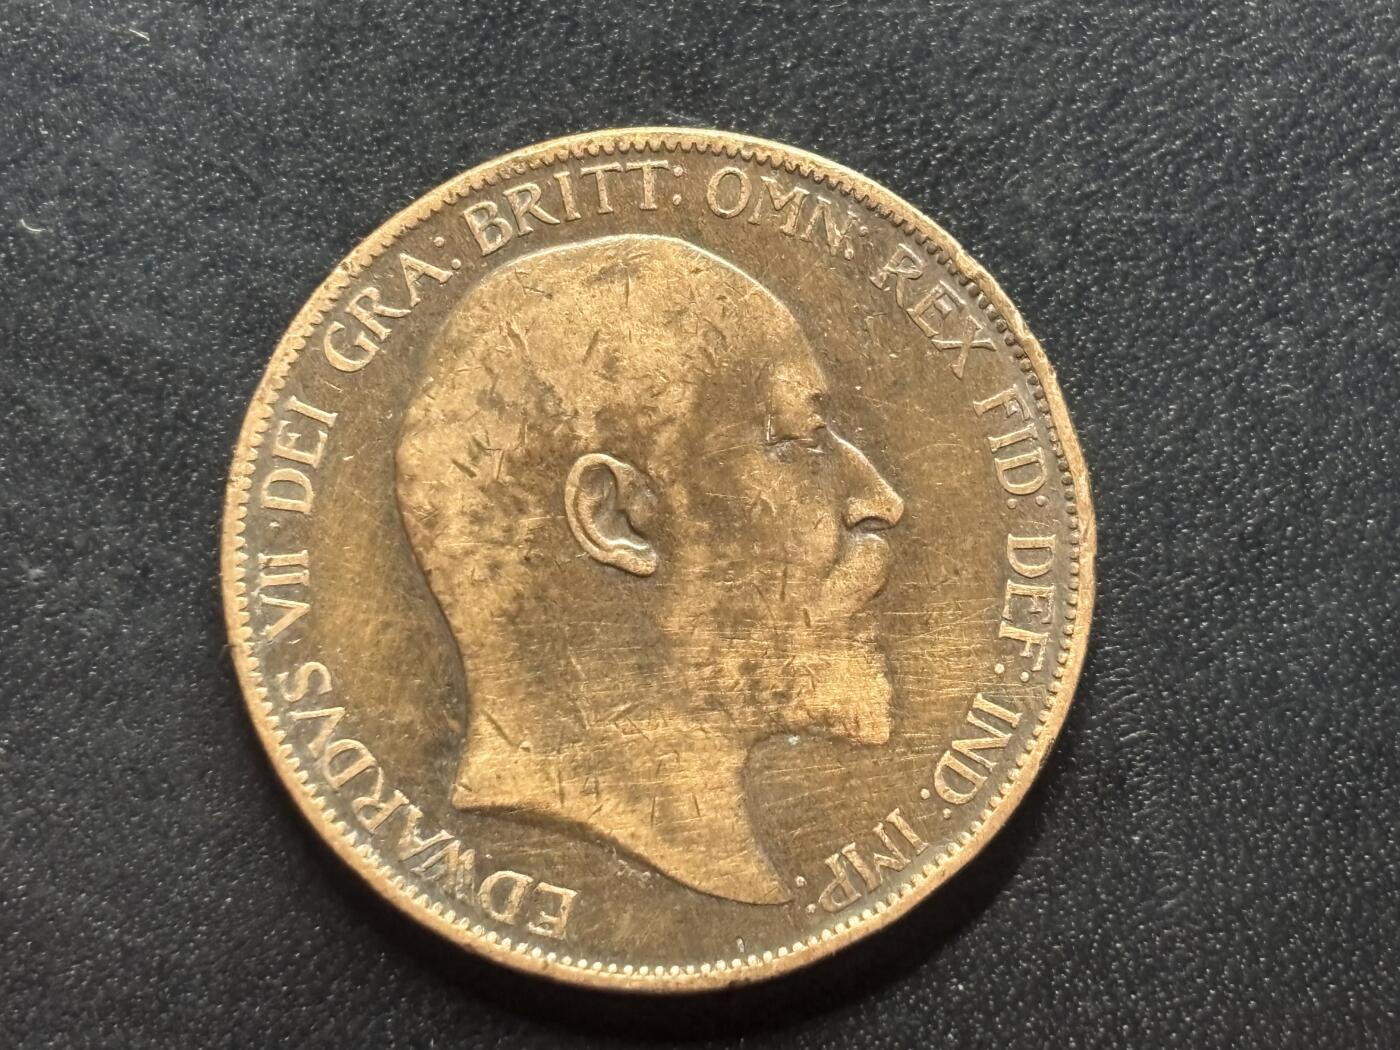 EDWARDVS VII DEI GRA: BRITT: OMN: REX FID: DEF: IND: IMP: